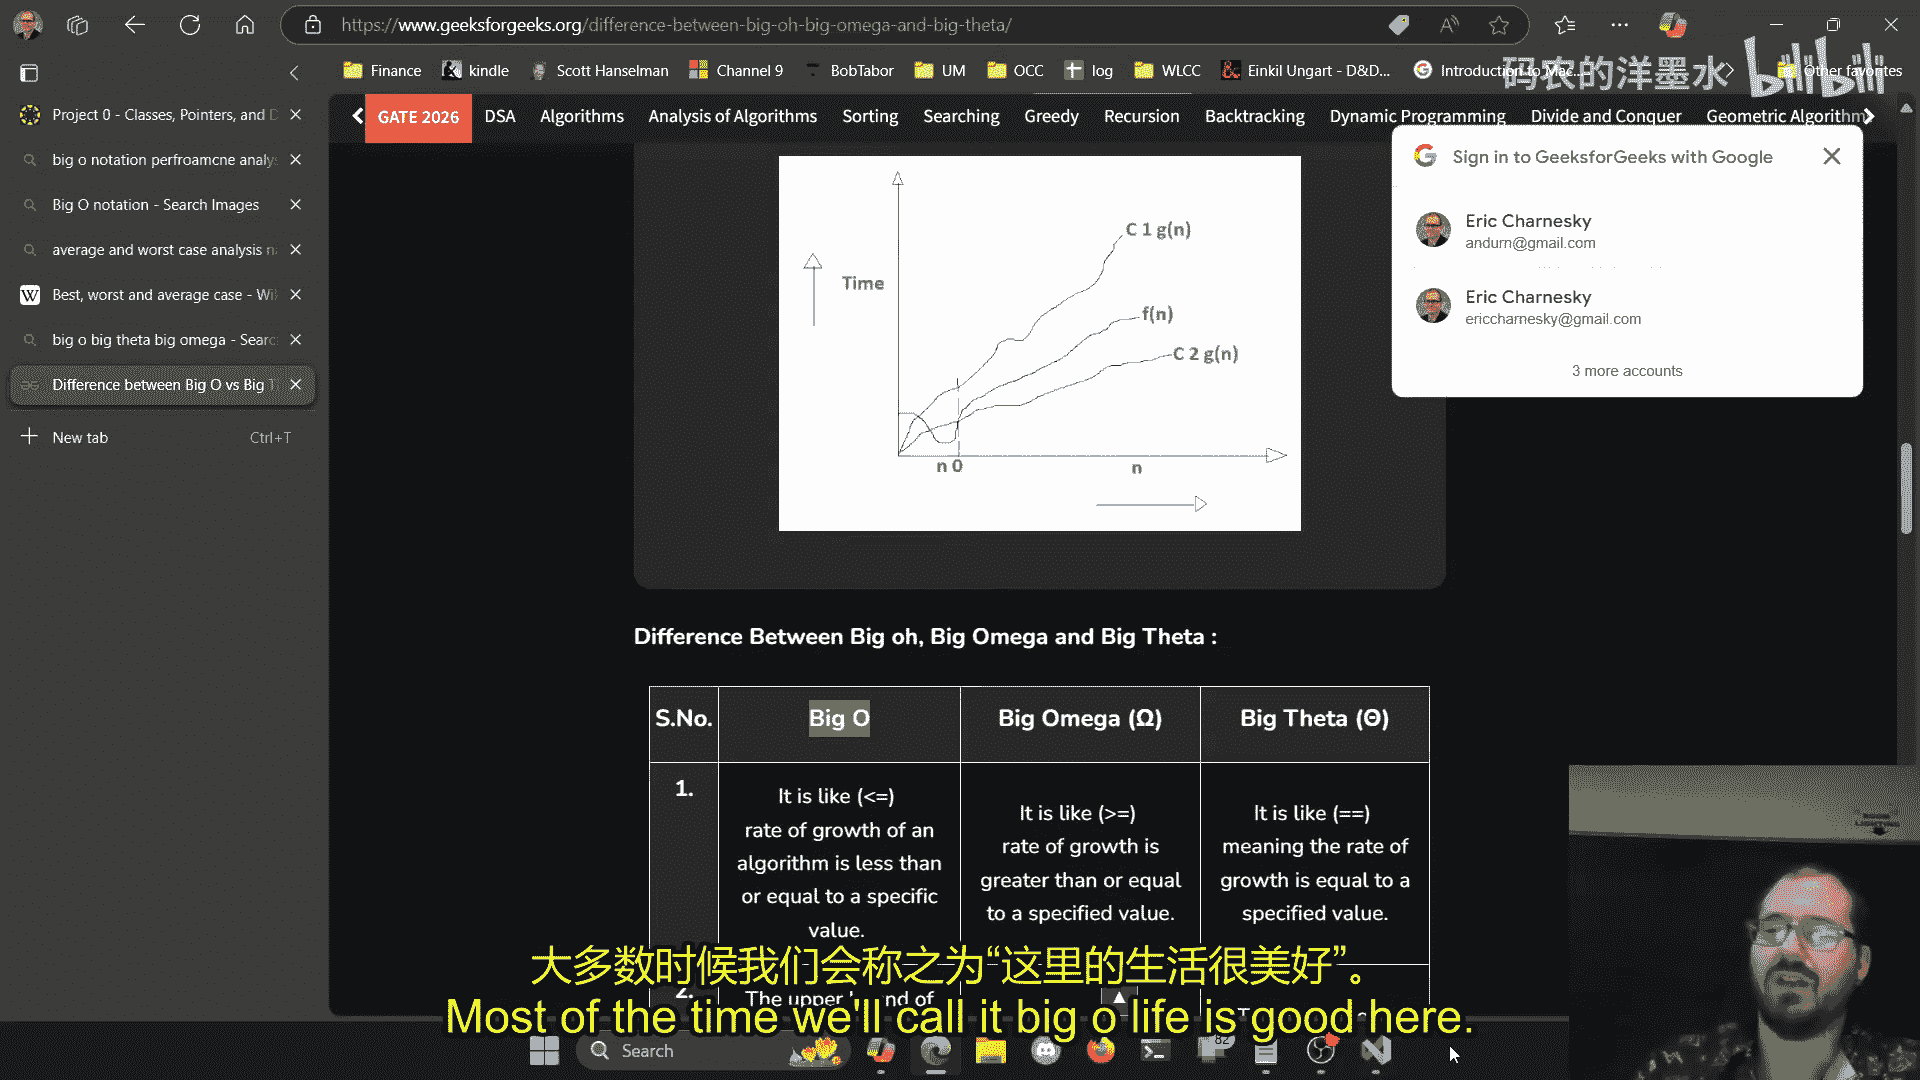 https://www.geeksforgeeks.org/difference-between-big-oh-big-omega-and-big-theta/
Finance
kindle
Scott Hanselman
Channel 9
BobTabor
UM
OCC
log
WLCC
Einkil Ungart - D&D...
Introduction to Mac...
Other favorites
码农的洋墨水
bilibili
Project 0 - Classes, Pointers, and D
big o notation perfroamcne analy
Big O notation - Search Images
average and worst case analysis n
Best, worst and average case - Wi
big o big theta big omega - Searc
Difference between Big O vs Big T
New tab
Ctrl+T
GATE 2026
DSA
Algorithms
Analysis of Algorithms
Sorting
Searching
Greedy
Recursion
Backtracking
Dynamic Programming
Divide and Conquer
Geometric Algorithm
Sign in to GeeksforGeeks with Google
Eric Charnesky
andurn@gmail.com
Eric Charnesky
ericcharnesky@gmail.com
3 more accounts
C 1 g(n)
Time
f(n)
C 2 g(n)
n 0
n
Difference Between Big oh, Big Omega and Big Theta :
S.No.
Big O
Big Omega (Ω)
Big Theta (Θ)
1.
It is like (<=)
rate of growth of an
algorithm is less than
or equal to a specific
value.
It is like (>=)
rate of growth is
greater than or equal
to a specified value.
It is like (==)
meaning the rate of
growth is equal to a
specified value.
2.
The upper of
大多数时候我们会称之为“这里的生活很美好”。
Most of the time we'll call it big o life is good here.
Search
82